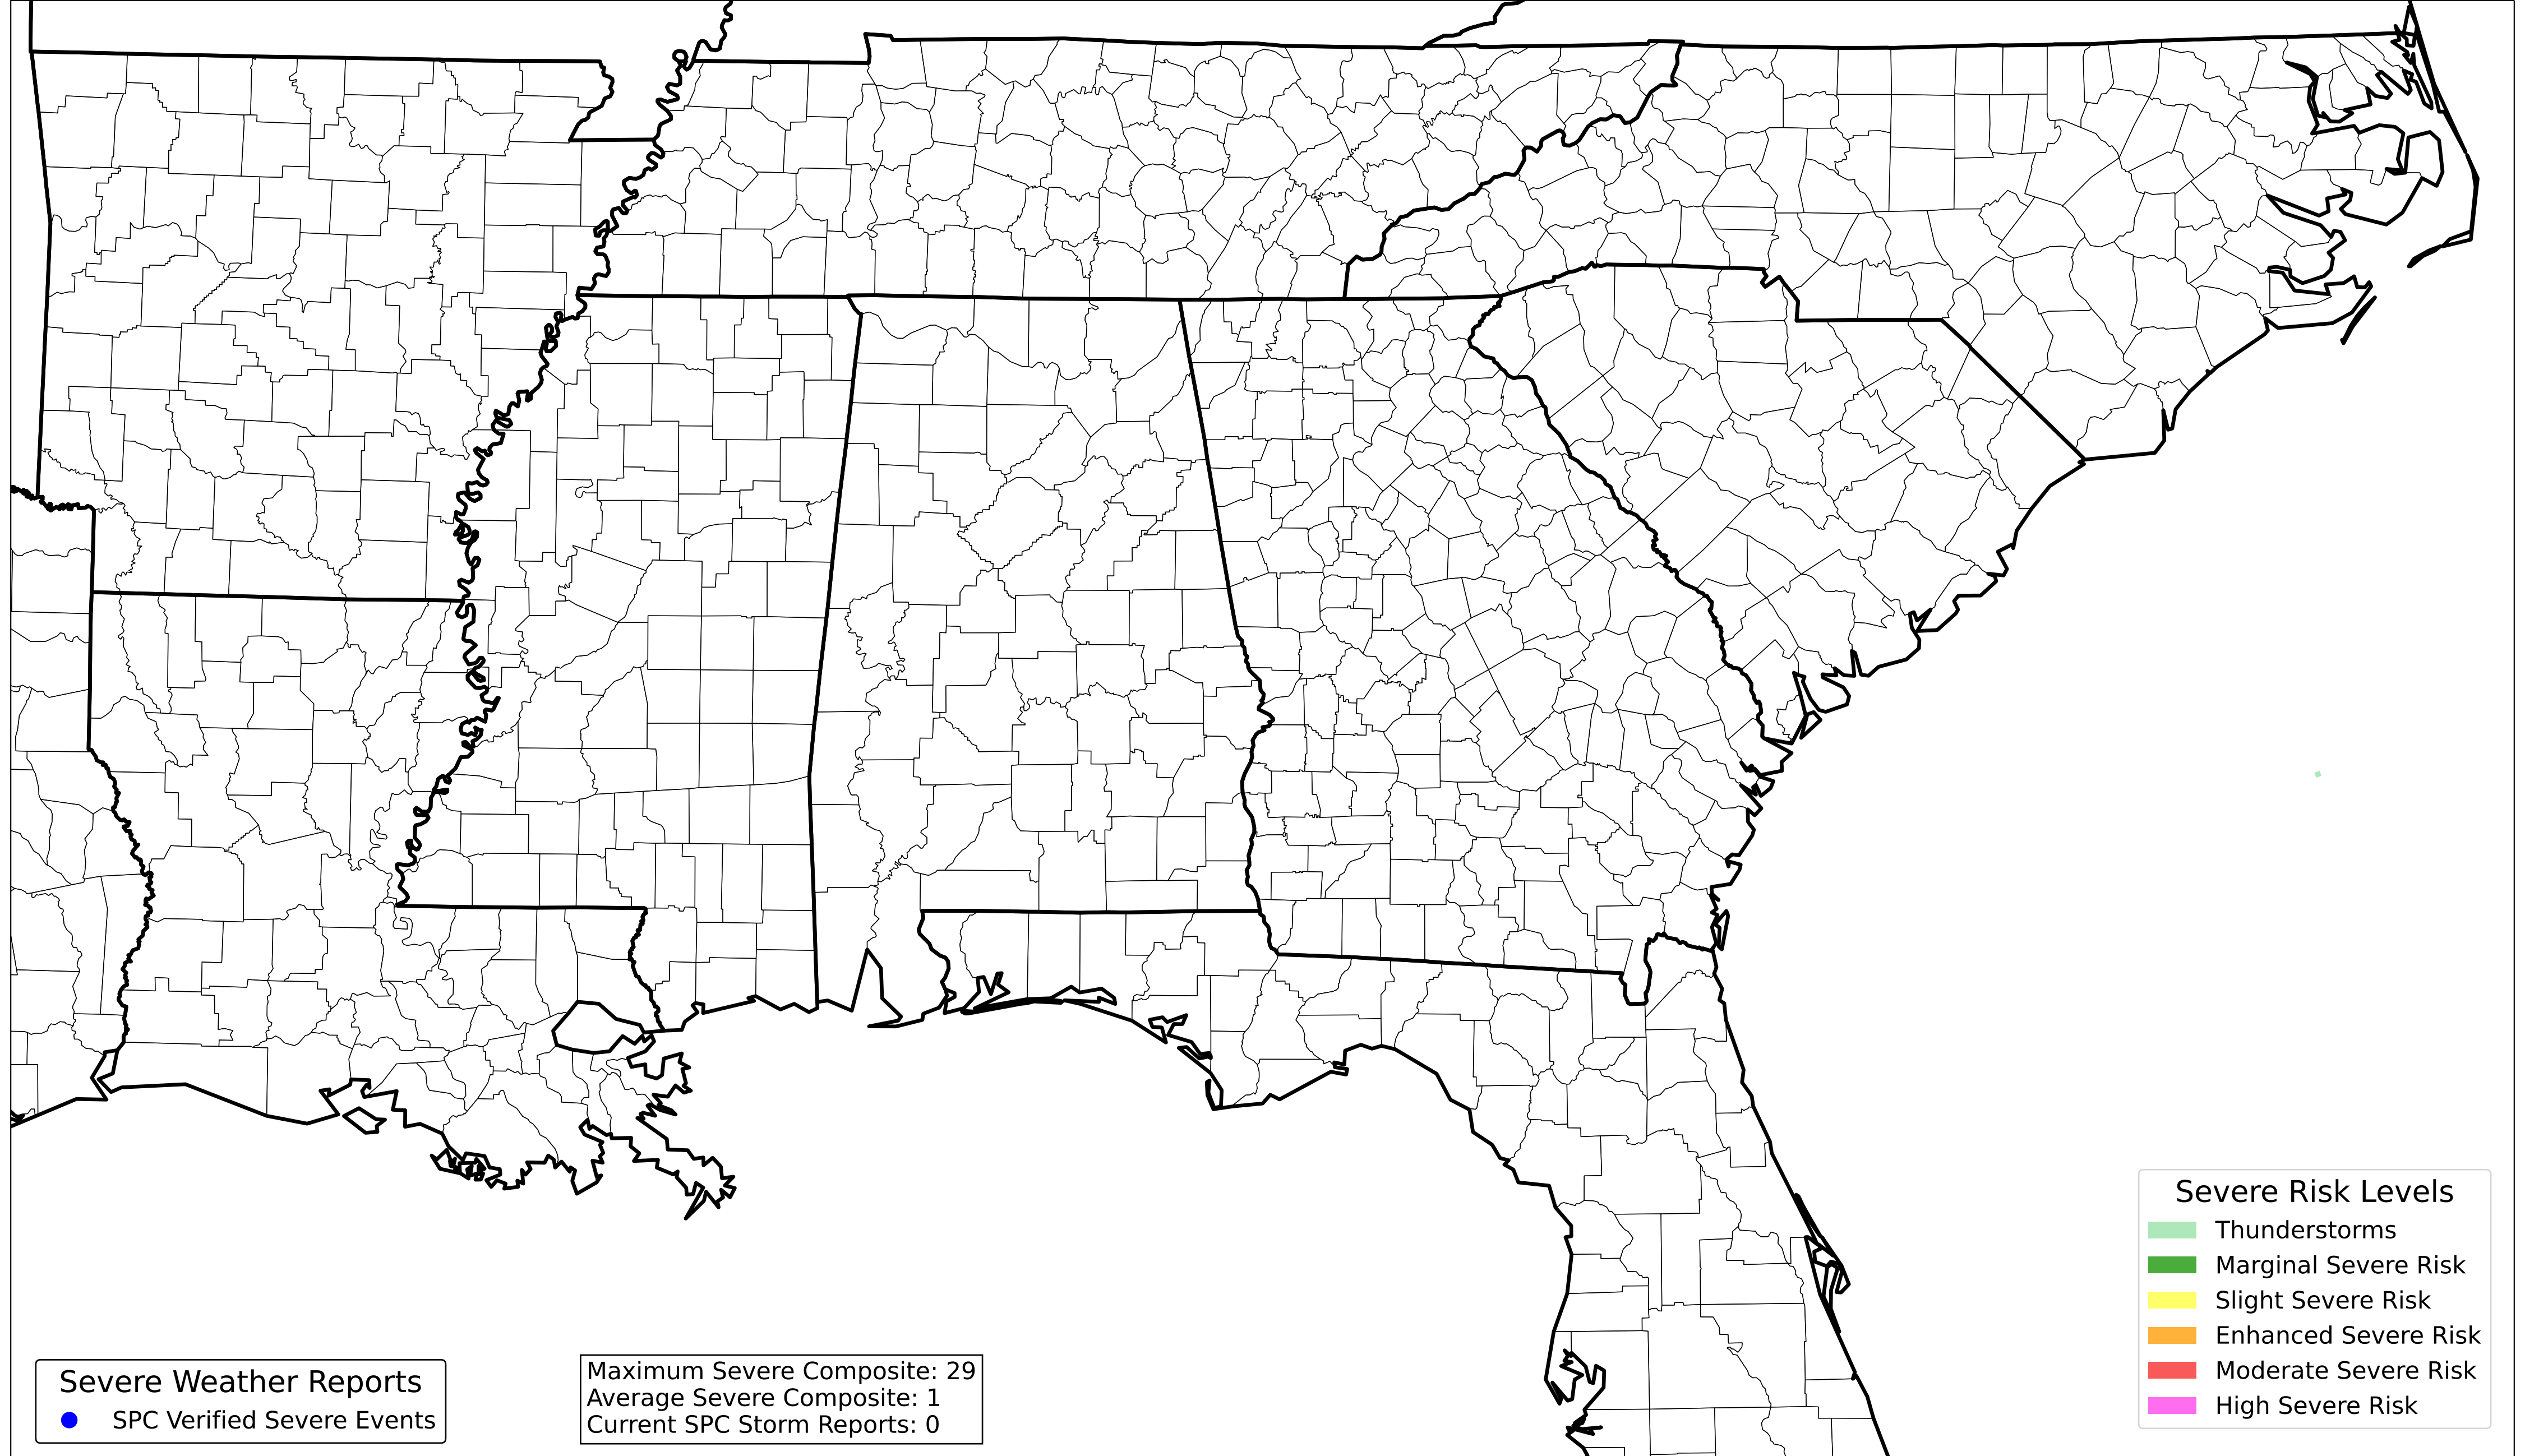 Severe Risk Levels
Thunderstorms
Marginal Severe Risk
Slight Severe Risk
Enhanced Severe Risk
Moderate Severe Risk
High Severe Risk
Severe Weather Reports
SPC Verified Severe Events
Maximum Severe Composite: 29
Average Severe Composite: 1
Current SPC Storm Reports: 0